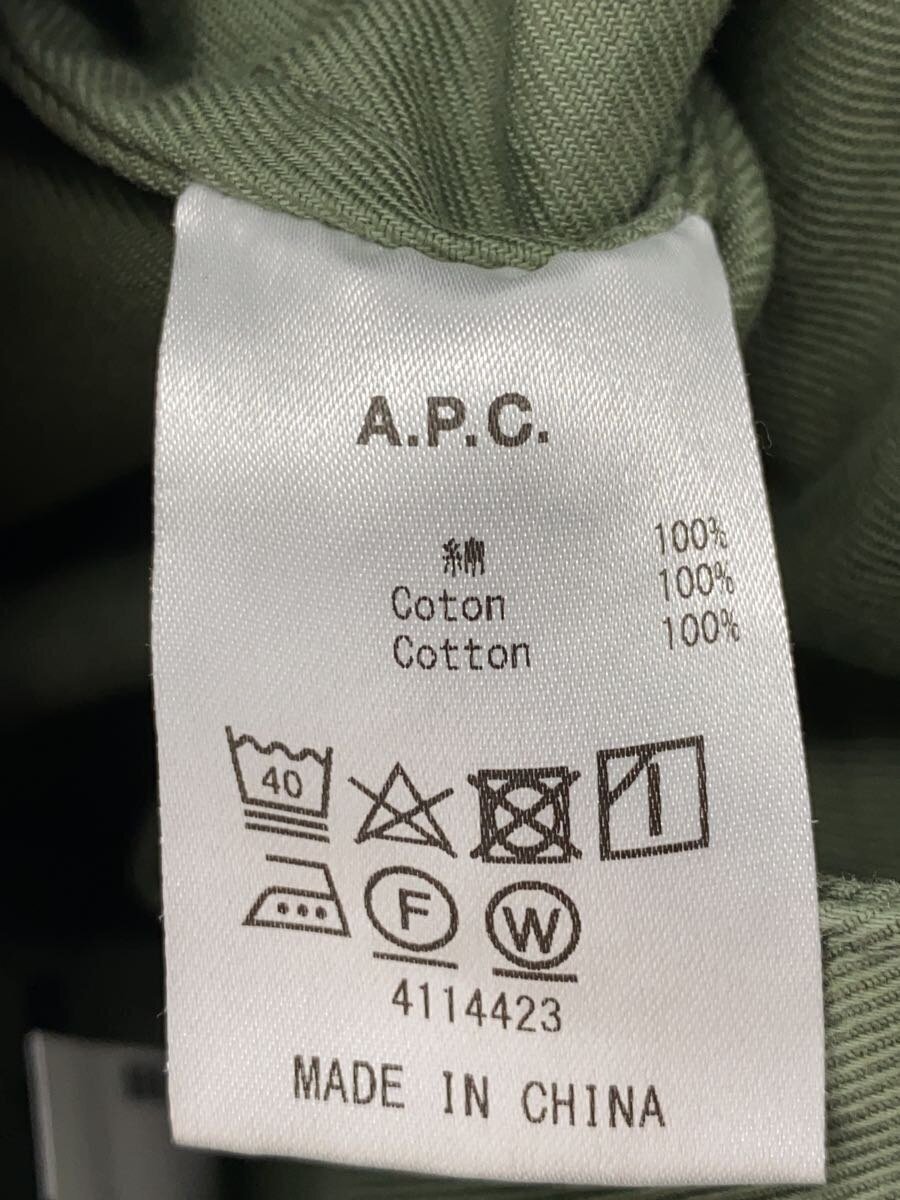 A.P.C.
綿 100%
Coton 100%
Cotton 100%
40
F W
4114423
MADE IN CHINA